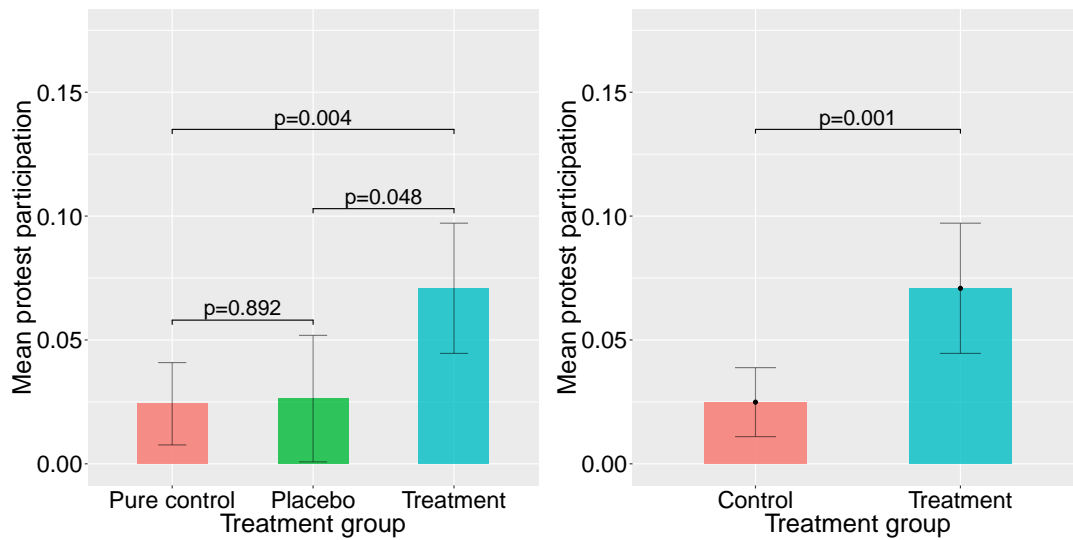 Mean protest participation
0.15
0.10
0.05
0.00
p=0.004
p=0.048
p=0.892
Pure control Placebo Treatment
Treatment group
Mean protest participation
0.15
0.10
0.05
0.00
p=0.001
Control Treatment
Treatment group